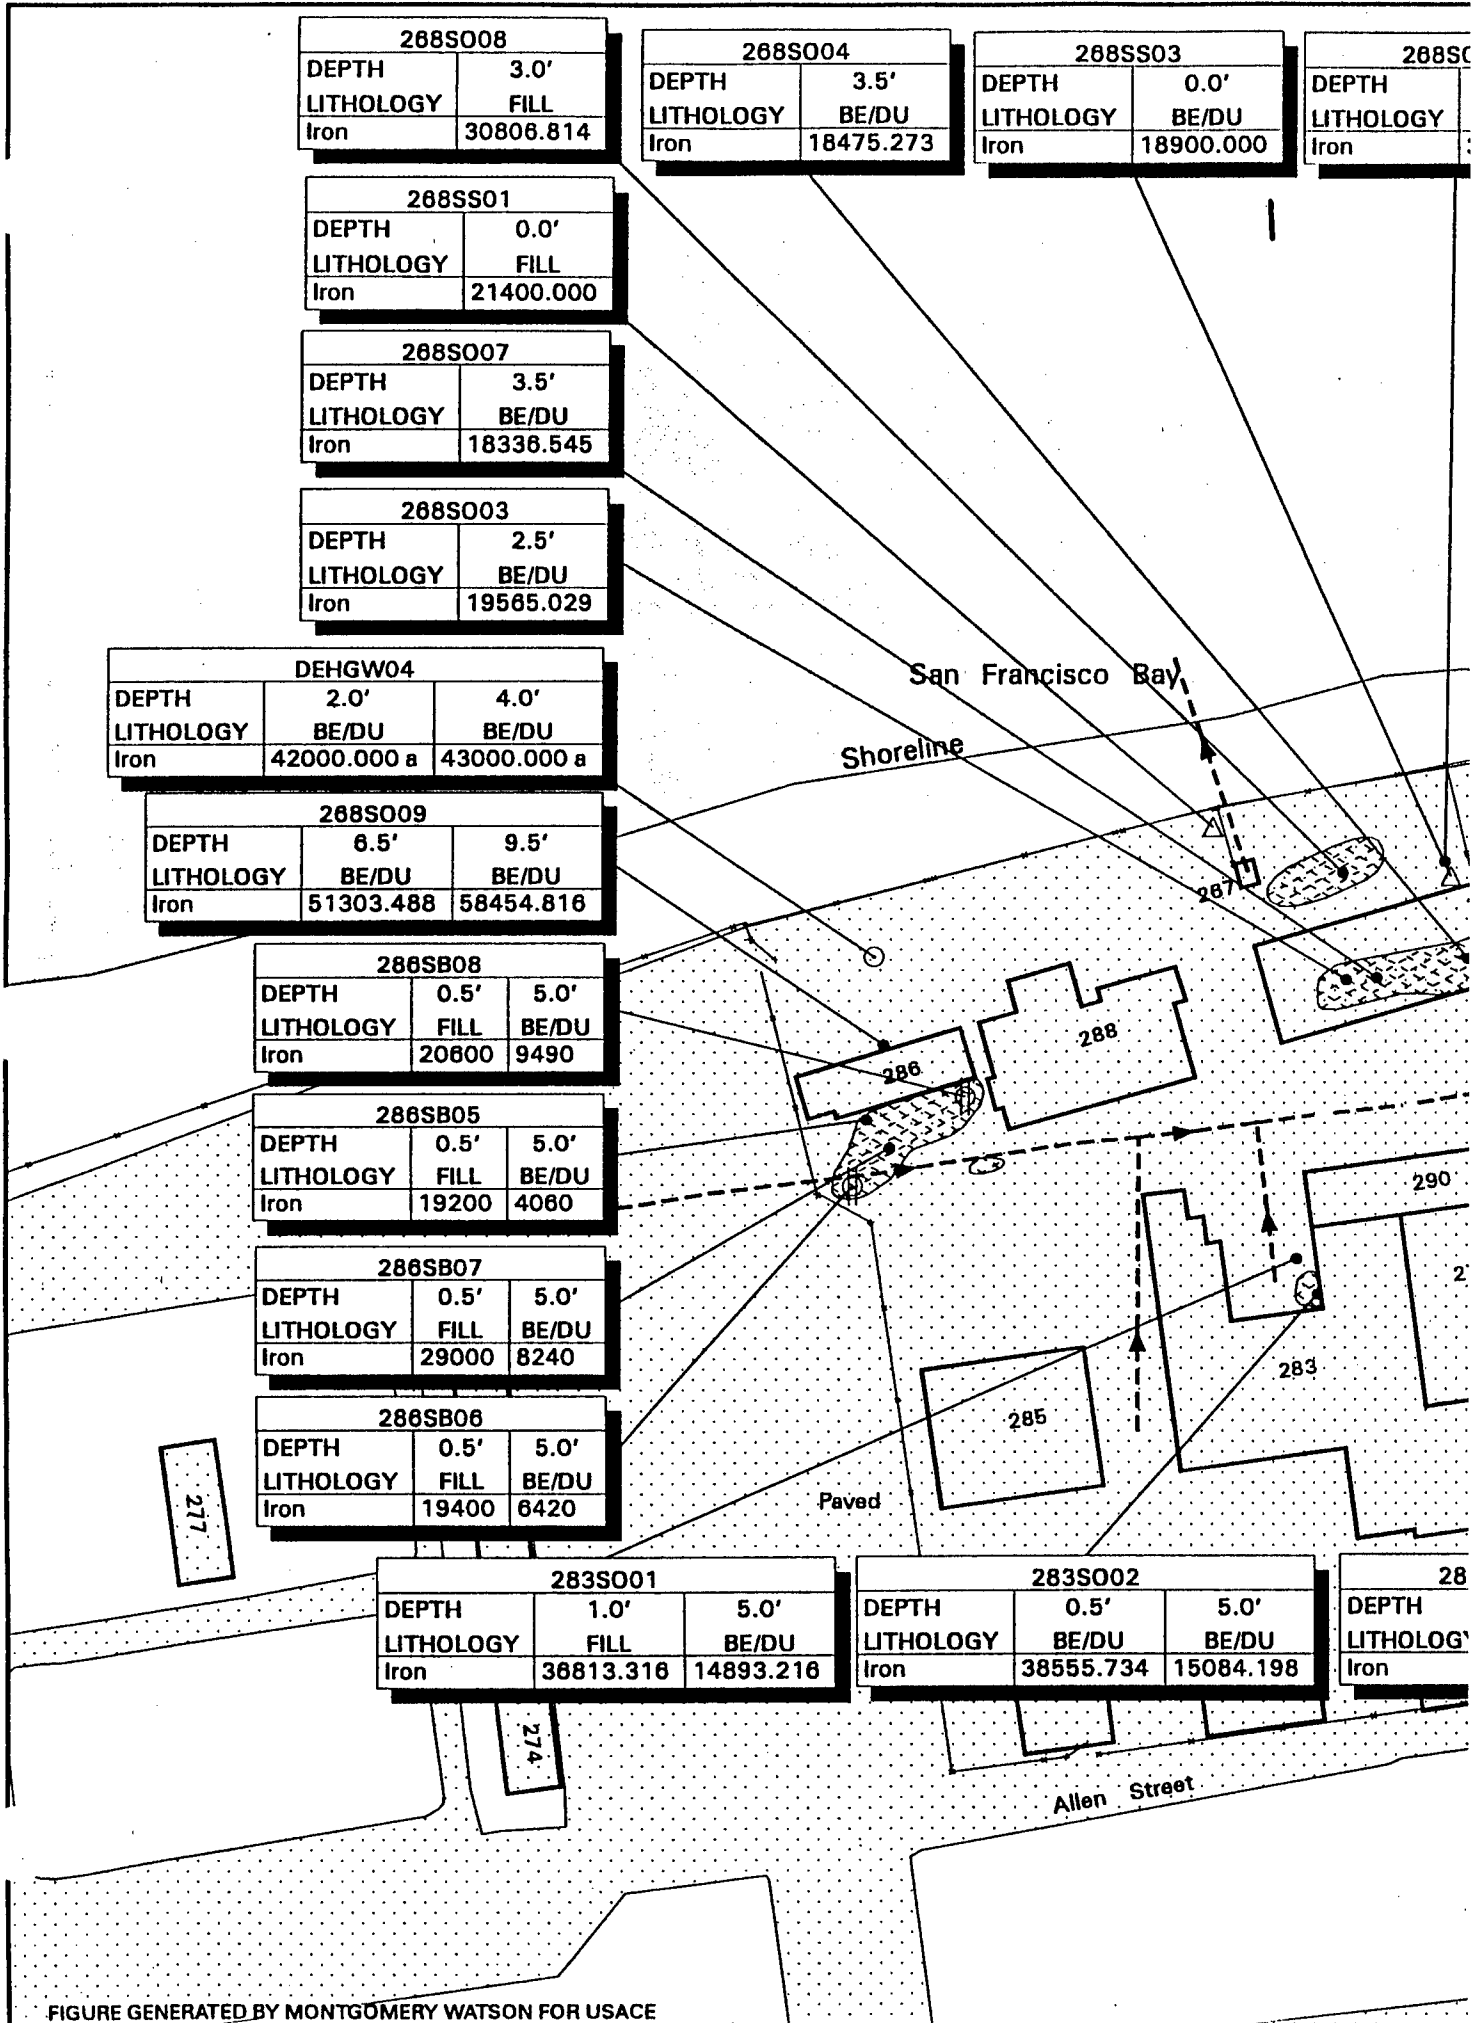 268SO08
DEPTH 3.0'
LITHOLOGY FILL
Iron 30806.814
268SO04
DEPTH 3.5'
LITHOLOGY BE/DU
Iron 18475.273
268SS03
DEPTH 0.0'
LITHOLOGY BE/DU
Iron 18900.000
268S
DEPTH
LITHOLOGY
Iron
268SS01
DEPTH 0.0'
LITHOLOGY FILL
Iron 21400.000
268SO07
DEPTH 3.5'
LITHOLOGY BE/DU
Iron 18336.545
268SO03
DEPTH 2.5'
LITHOLOGY BE/DU
Iron 19565.029
DEHGW04
DEPTH 2.0' 4.0'
LITHOLOGY BE/DU BE/DU
Iron 42000.000 a 43000.000 a
268SO09
DEPTH 6.5' 9.5'
LITHOLOGY BE/DU BE/DU
Iron 51303.488 58454.816
286SB08
DEPTH 0.5' 5.0'
LITHOLOGY FILL BE/DU
Iron 20600 9490
286SB05
DEPTH 0.5' 5.0'
LITHOLOGY FILL BE/DU
Iron 19200 4060
286SB07
DEPTH 0.5' 5.0'
LITHOLOGY FILL BE/DU
Iron 29000 8240
286SB06
DEPTH 0.5' 5.0'
LITHOLOGY FILL BE/DU
Iron 19400 6420
283SO01
DEPTH 1.0' 5.0'
LITHOLOGY FILL BE/DU
Iron 36813.316 14893.216
283SO02
DEPTH 0.5' 5.0'
LITHOLOGY BE/DU BE/DU
Iron 38555.734 15084.198
28
DEPTH
LITHOLOGY
Iron
San Francisco Bay
Shoreline
267
288
286
290
2
283
285
Paved
277
274
Allen Street
FIGURE GENERATED BY MONTGOMERY WATSON FOR USACE